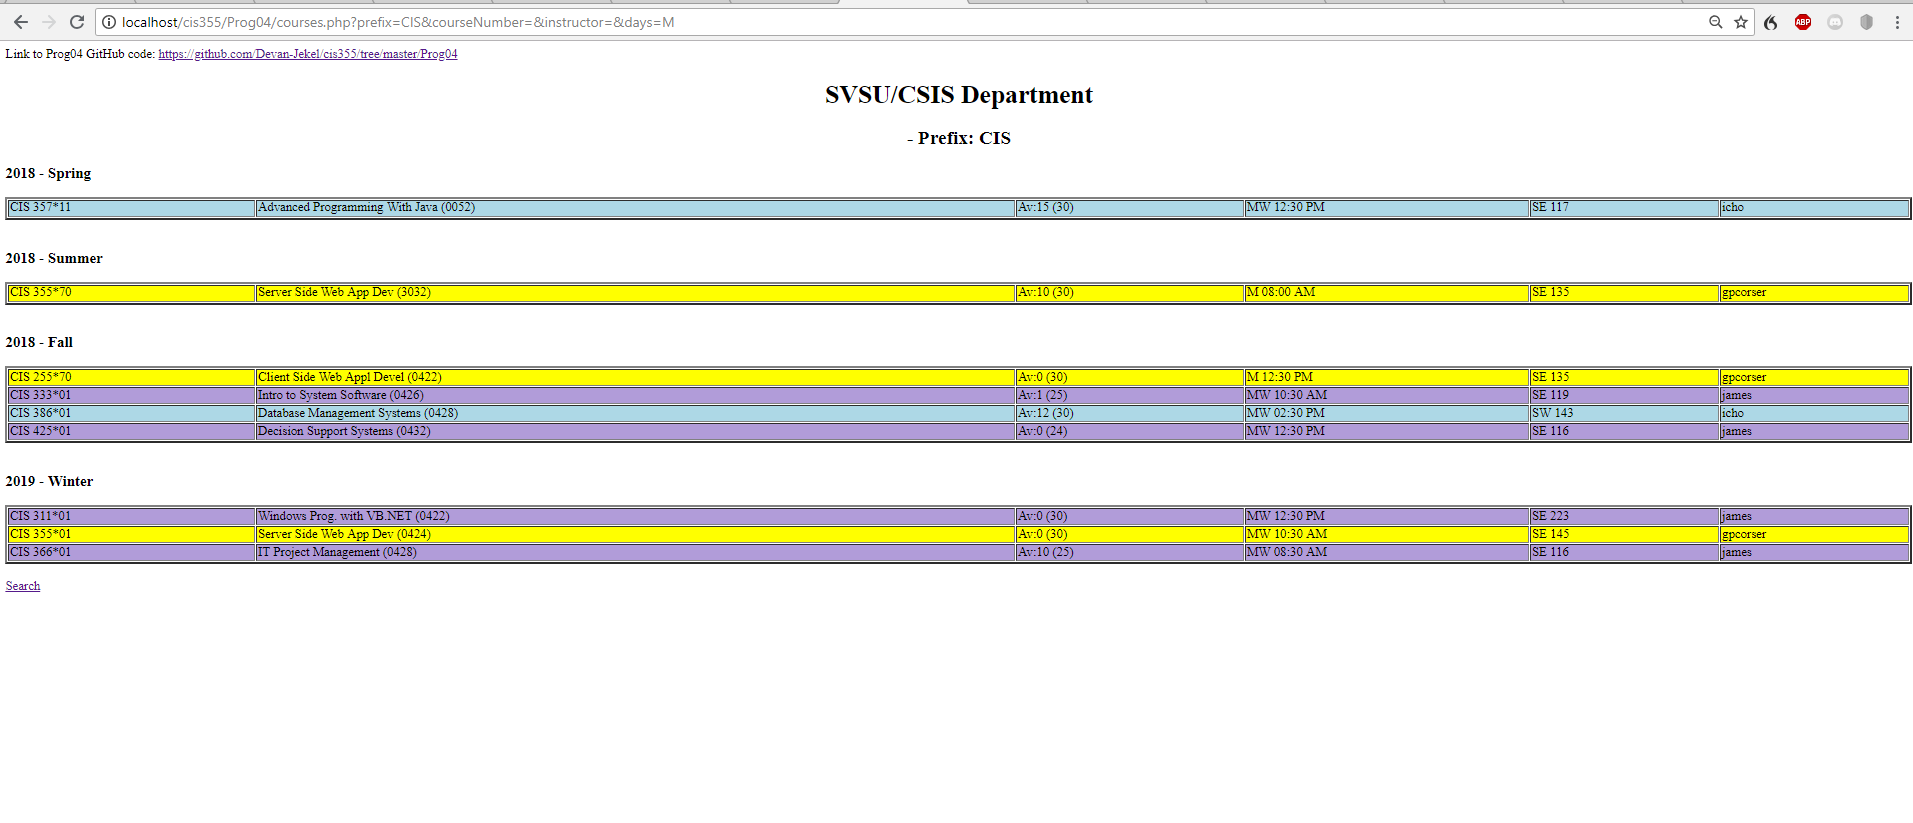 localhost/cis355/Prog04/courses.php?prefix=CIS&courseNumber=&instructor=&days=M
ABP
Link to Prog04 GitHub code: https://github.com/Devan-Jekel/cis355/tree/master/Prog04
SVSU/CSIS Department
- Prefix: CIS
2018 - Spring
CIS 357*11 Advanced Programming With Java (0052) Av:15 (30) MW 12:30 PM SE 117 icho
2018 - Summer
CIS 355*70 Server Side Web App Dev (3032) Av:10 (30) M 08:00 AM SE 135 gpcorser
2018 - Fall
CIS 255*70 Client Side Web Appl Devel (0422) Av:0 (30) M 12:30 PM SE 135 gpcorser
CIS 333*01 Intro to System Software (0426) Av:1 (25) MW 10:30 AM SE 119 james
CIS 386*01 Database Management Systems (0428) Av:12 (30) MW 02:30 PM SW 143 icho
CIS 425*01 Decision Support Systems (0432) Av:0 (24) MW 12:30 PM SE 116 james
2019 - Winter
CIS 311*01 Windows Prog. with VB.NET (0422) Av:0 (30) MW 12:30 PM SE 223 james
CIS 355*01 Server Side Web App Dev (0424) Av:0 (30) MW 10:30 AM SE 145 gpcorser
CIS 366*01 IT Project Management (0428) Av:10 (25) MW 08:30 AM SE 116 james
Search